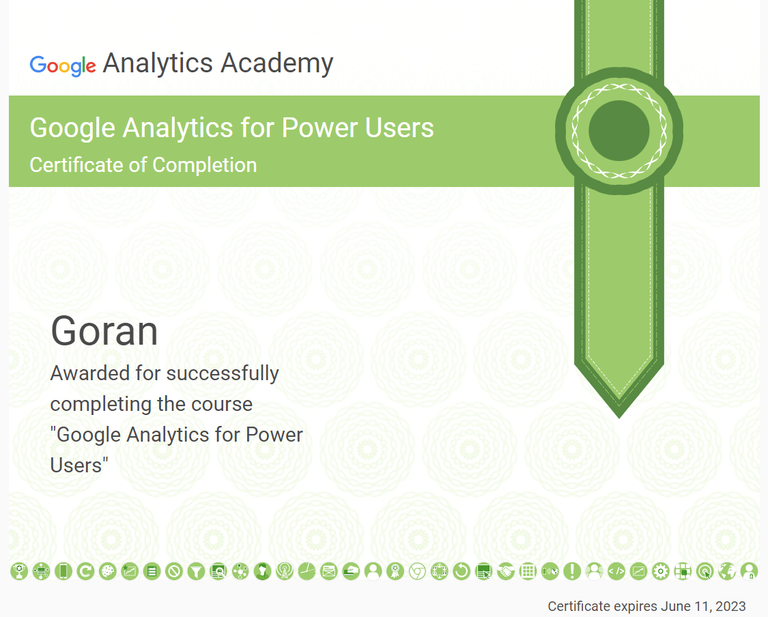 Google Analytics Academy
Google Analytics for Power Users
Certificate of Completion
Goran
Awarded for successfully
completing the course
"Google Analytics for Power
Users"
Certificate expires June 11, 2023